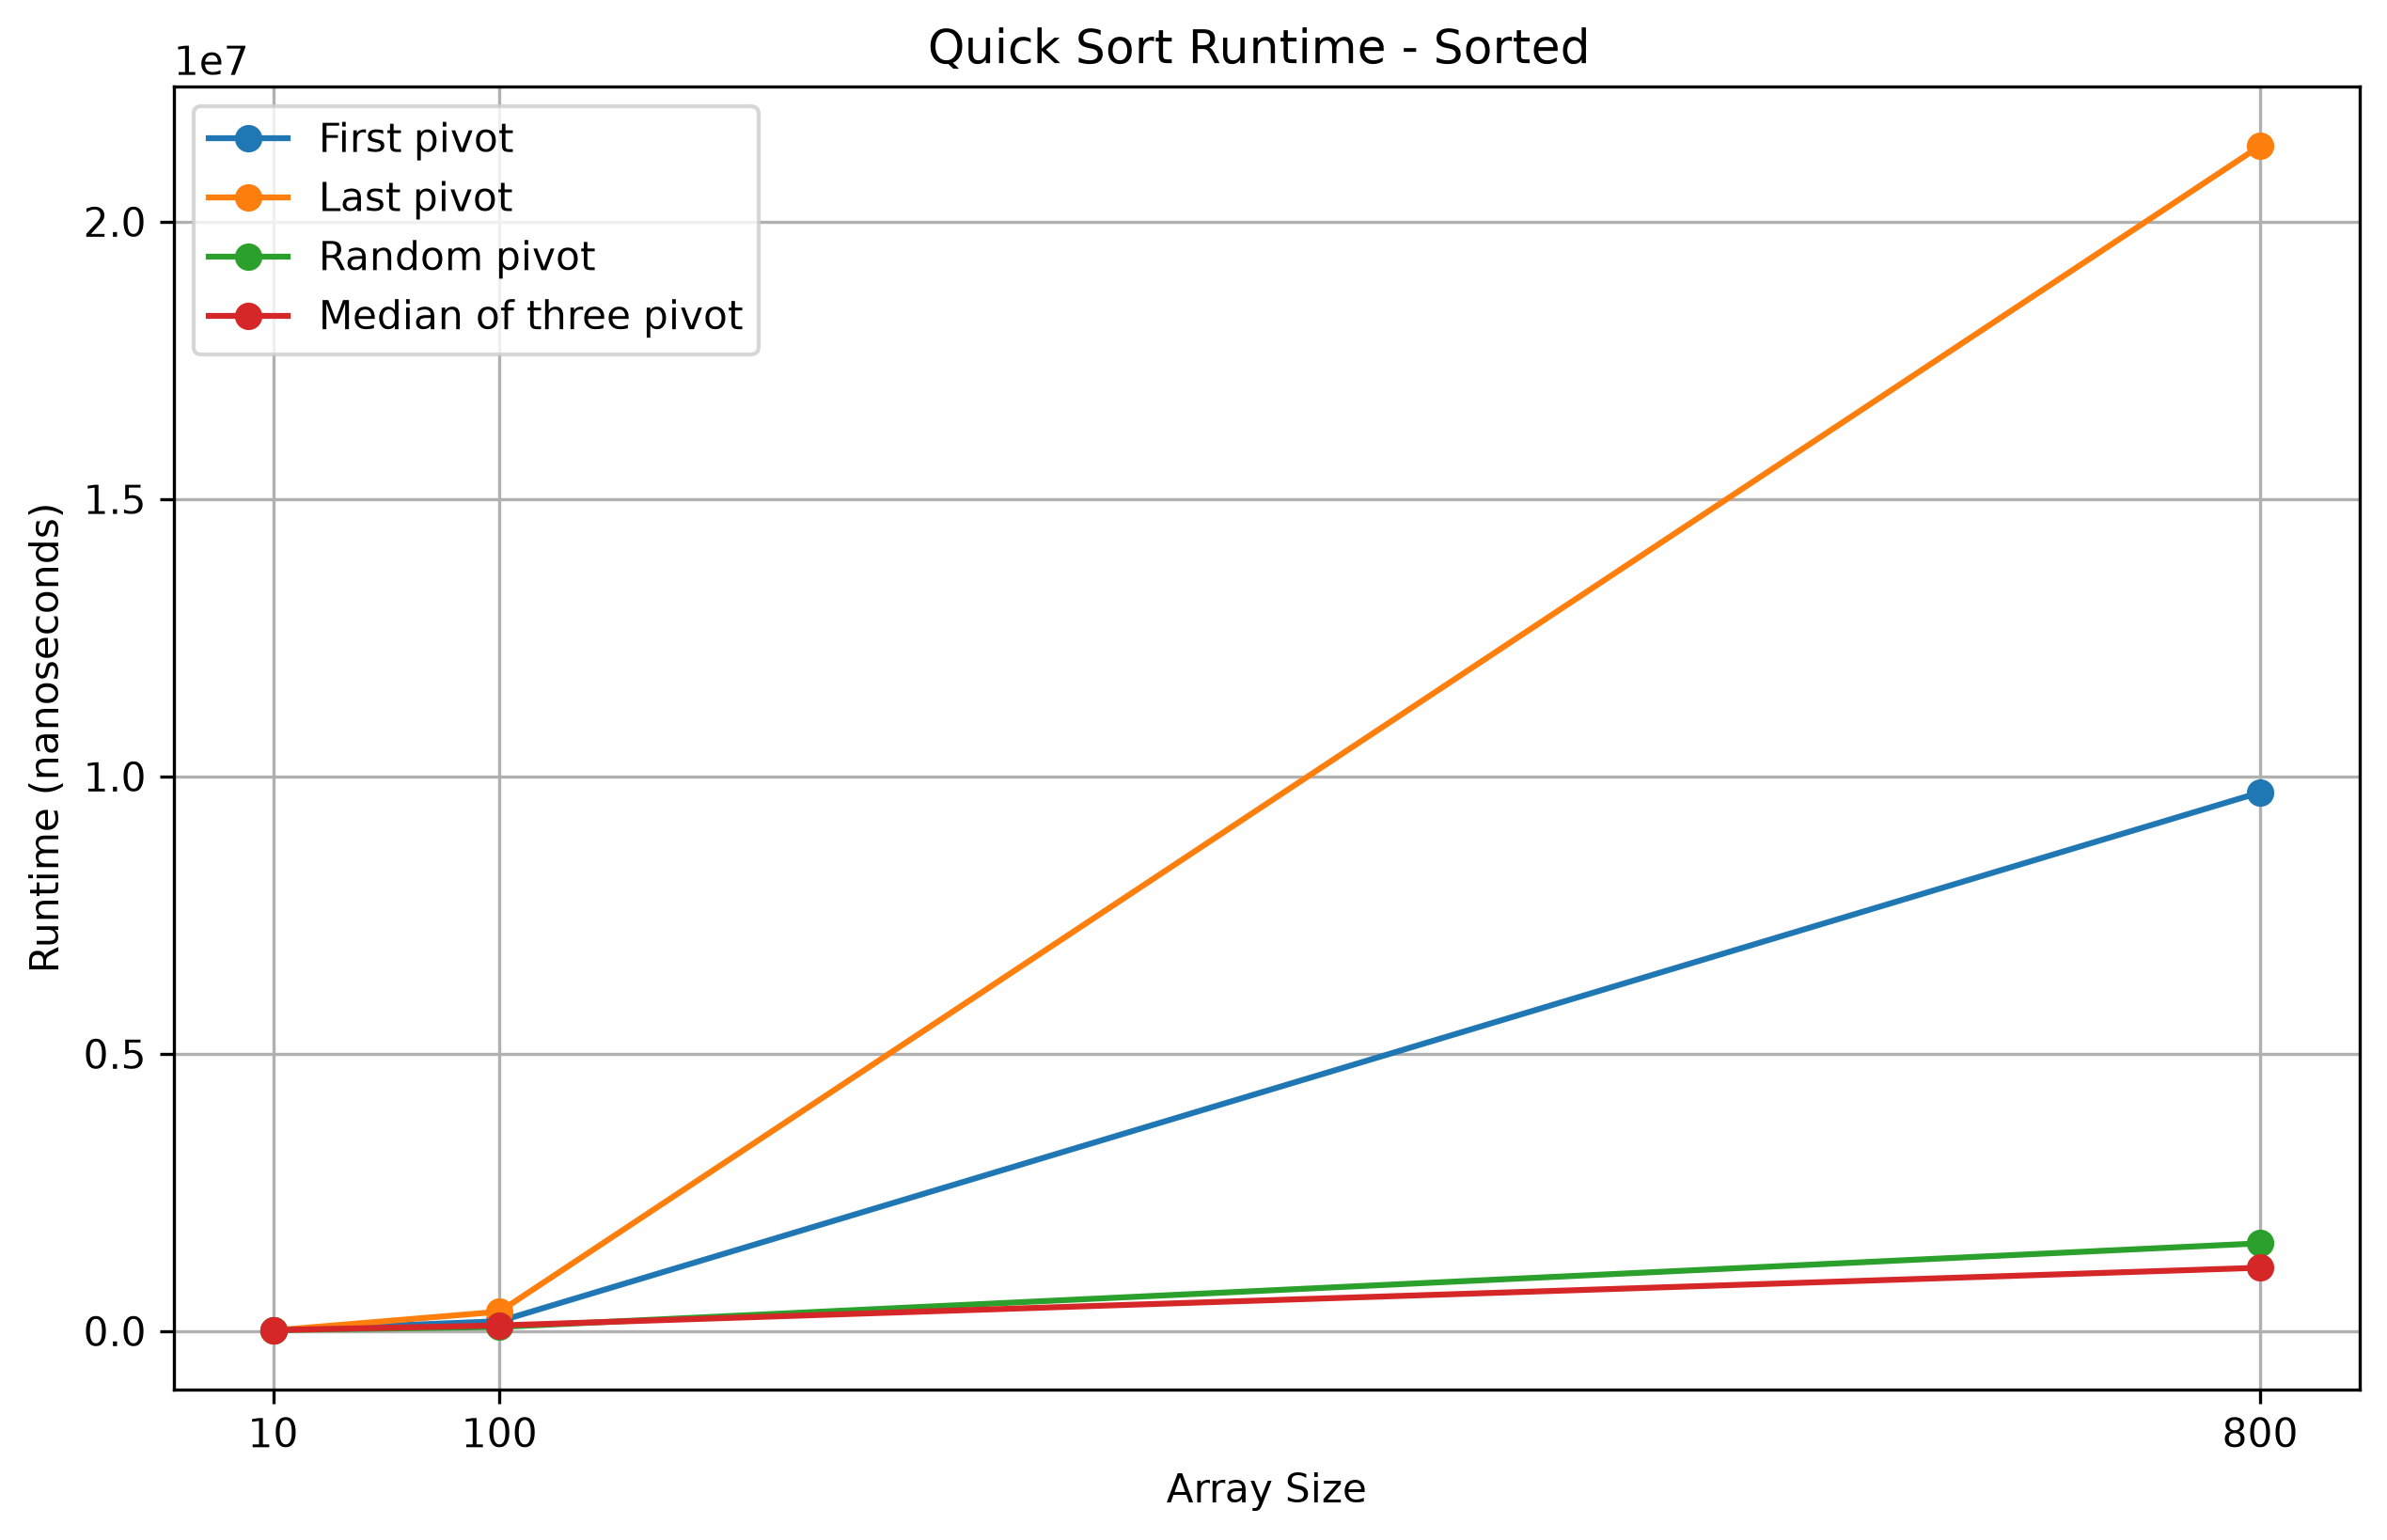 Quick Sort Runtime - Sorted
1e7
First pivot
Last pivot
Random pivot
Median of three pivot
2.0
1.5
1.0
0.5
0.0
Runtime (nanoseconds)
10 100 800
Array Size